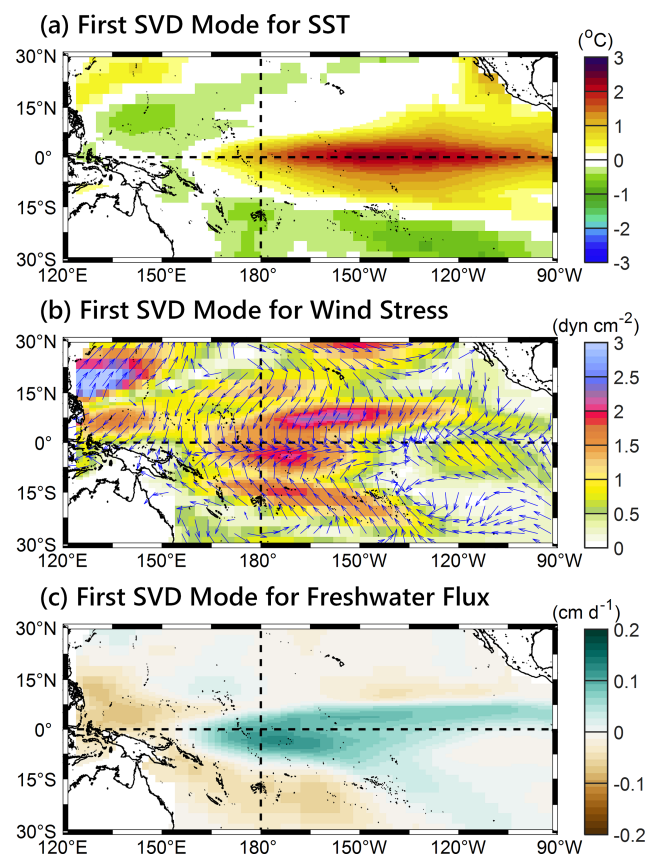 (a) First SVD Mode for SST
(°C)
30°N
15°N
0°
15°S
30°S
120°E
150°E
180°
150°W
120°W
90°W
3
2
1
0
-1
-2
-3
(b) First SVD Mode for Wind Stress
(dyn cm⁻²)
30°N
15°N
0°
15°S
30°S
120°E
150°E
180°
150°W
120°W
90°W
3
2.5
2
1.5
1
0.5
0
(c) First SVD Mode for Freshwater Flux
(cm d⁻¹)
30°N
15°N
0°
15°S
30°S
120°E
150°E
180°
150°W
120°W
90°W
0.2
0.1
0
-0.1
-0.2